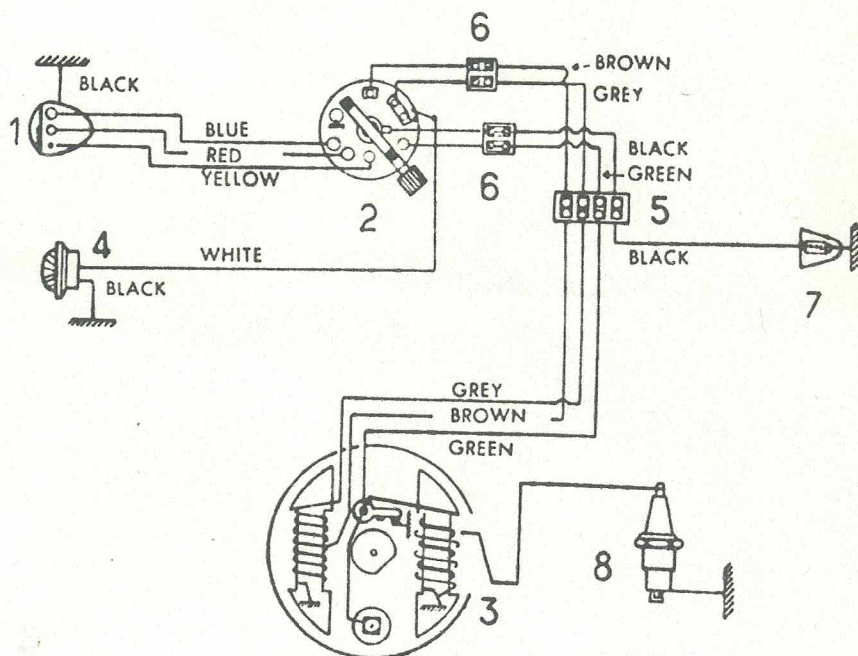 6
BROWN
GREY
BLACK
1
BLUE
RED
YELLOW
2
6
BLACK
GREEN
5
4
WHITE
BLACK
BLACK
7
GREY
BROWN
GREEN
3
8